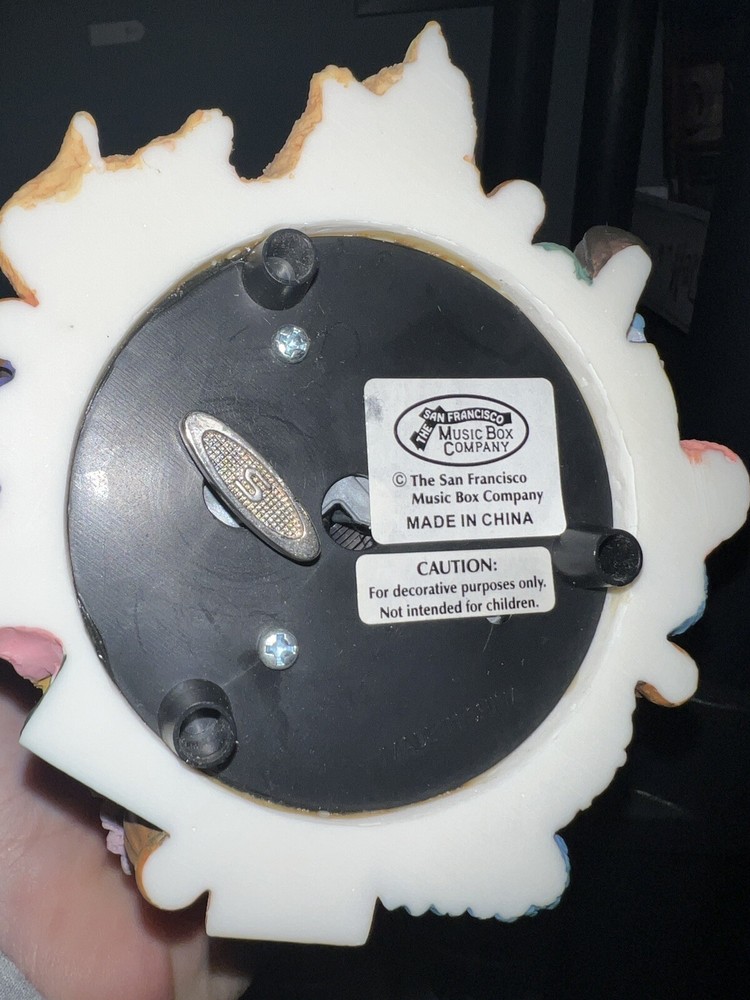 THE SAN FRANCISCO
MUSIC BOX
COMPANY
© The San Francisco
Music Box Company
MADE IN CHINA
CAUTION:
For decorative purposes only.
Not intended for children.
S